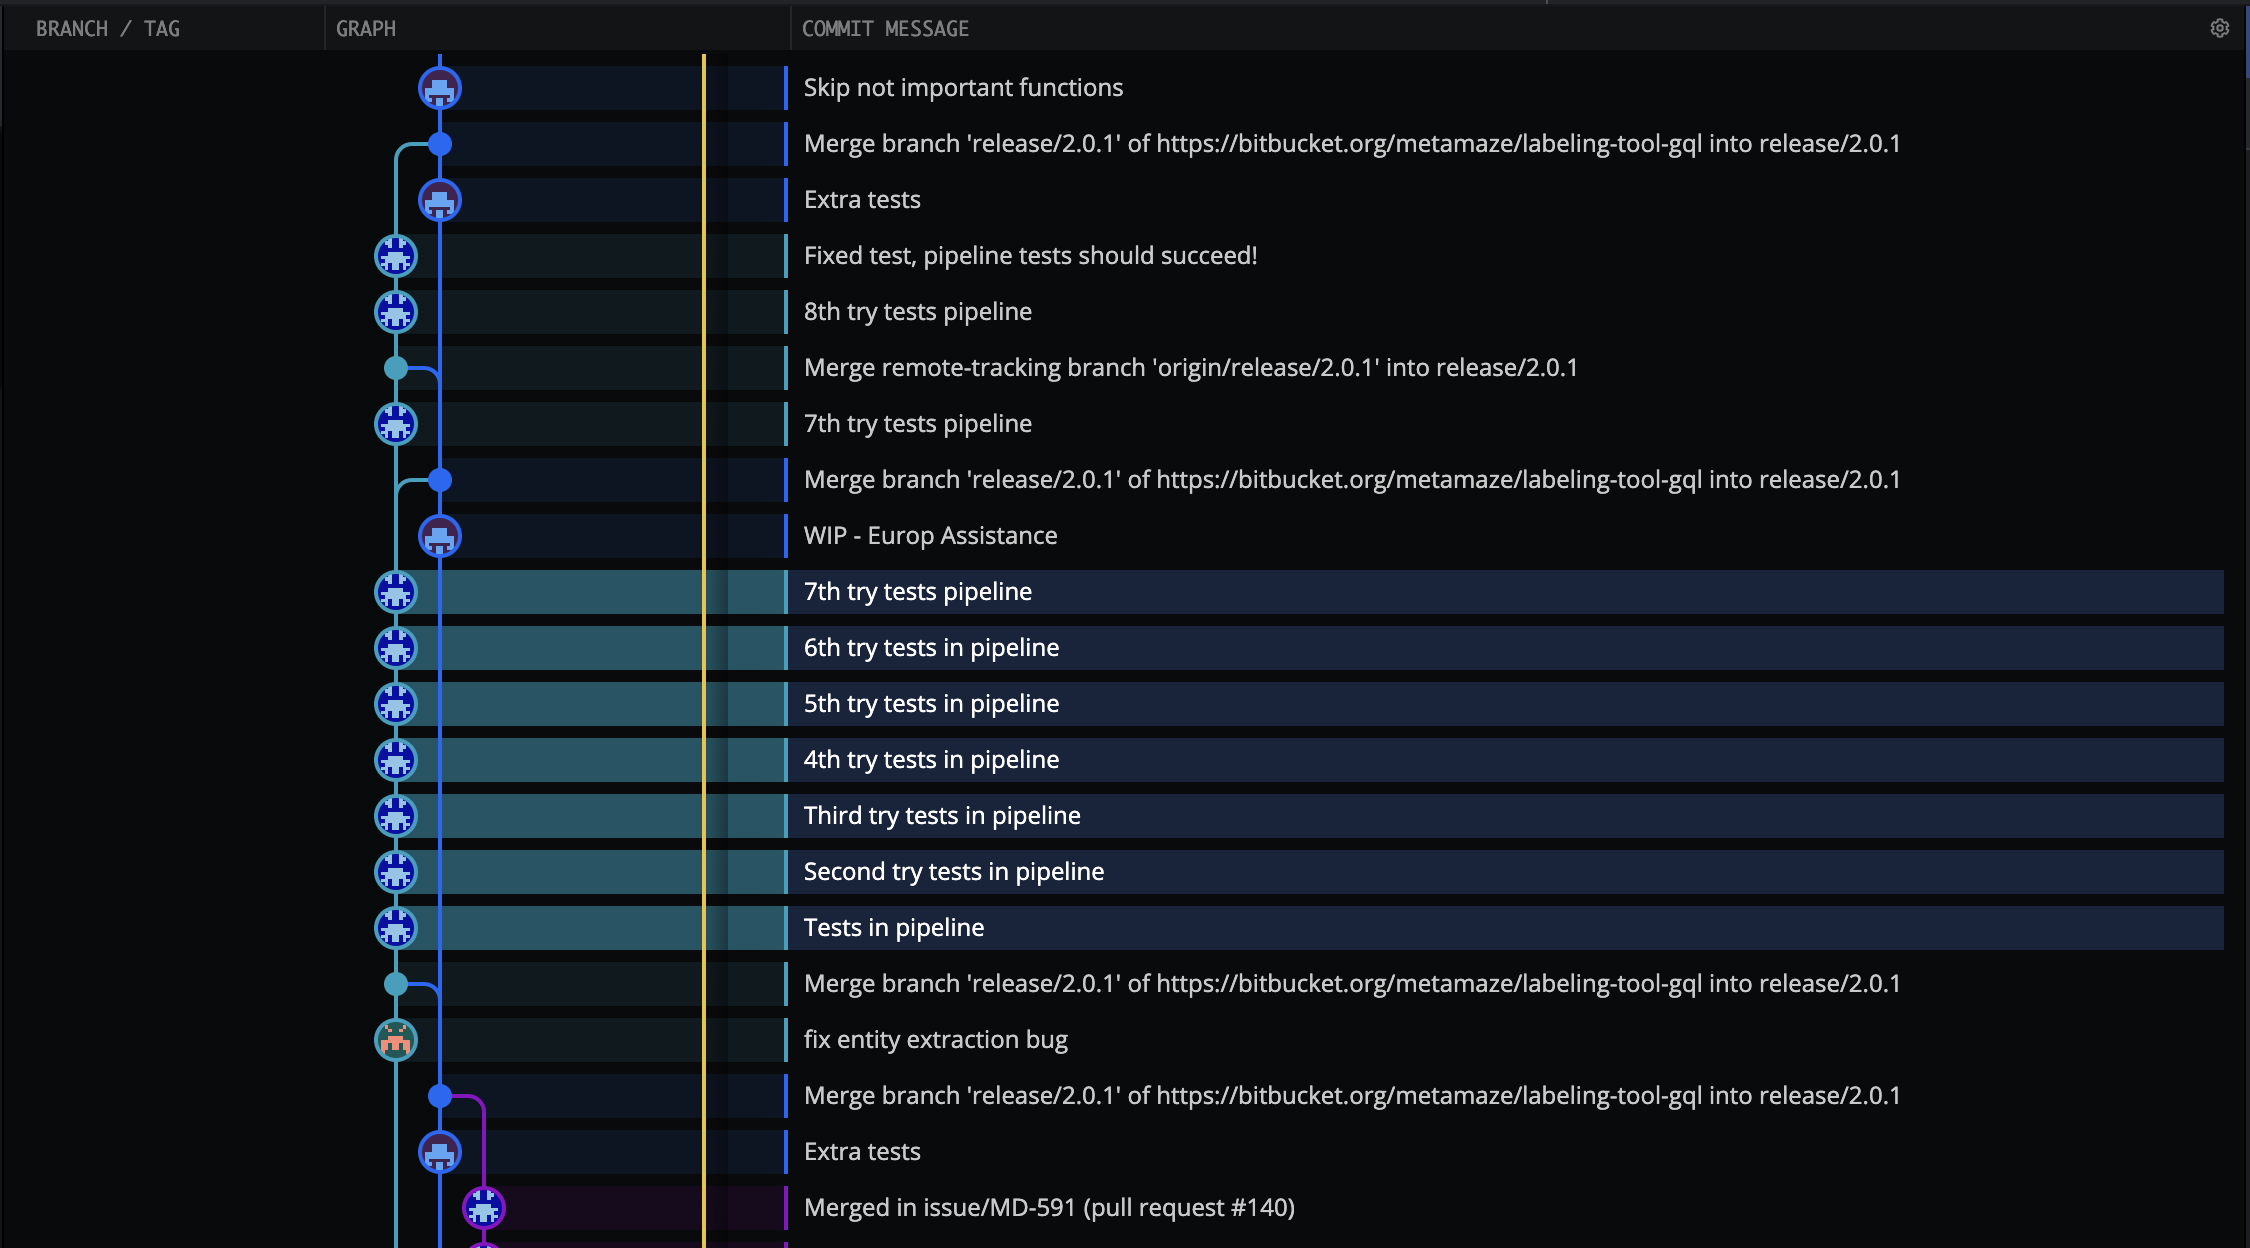 BRANCH / TAG GRAPH COMMIT MESSAGE
Skip not important functions
Merge branch 'release/2.0.1' of https://bitbucket.org/metamaze/labeling-tool-gql into release/2.0.1
Extra tests
Fixed test, pipeline tests should succeed!
8th try tests pipeline
Merge remote-tracking branch 'origin/release/2.0.1' into release/2.0.1
7th try tests pipeline
Merge branch 'release/2.0.1' of https://bitbucket.org/metamaze/labeling-tool-gql into release/2.0.1
WIP - Europ Assistance
7th try tests pipeline
6th try tests in pipeline
5th try tests in pipeline
4th try tests in pipeline
Third try tests in pipeline
Second try tests in pipeline
Tests in pipeline
Merge branch 'release/2.0.1' of https://bitbucket.org/metamaze/labeling-tool-gql into release/2.0.1
fix entity extraction bug
Merge branch 'release/2.0.1' of https://bitbucket.org/metamaze/labeling-tool-gql into release/2.0.1
Extra tests
Merged in issue/MD-591 (pull request #140)